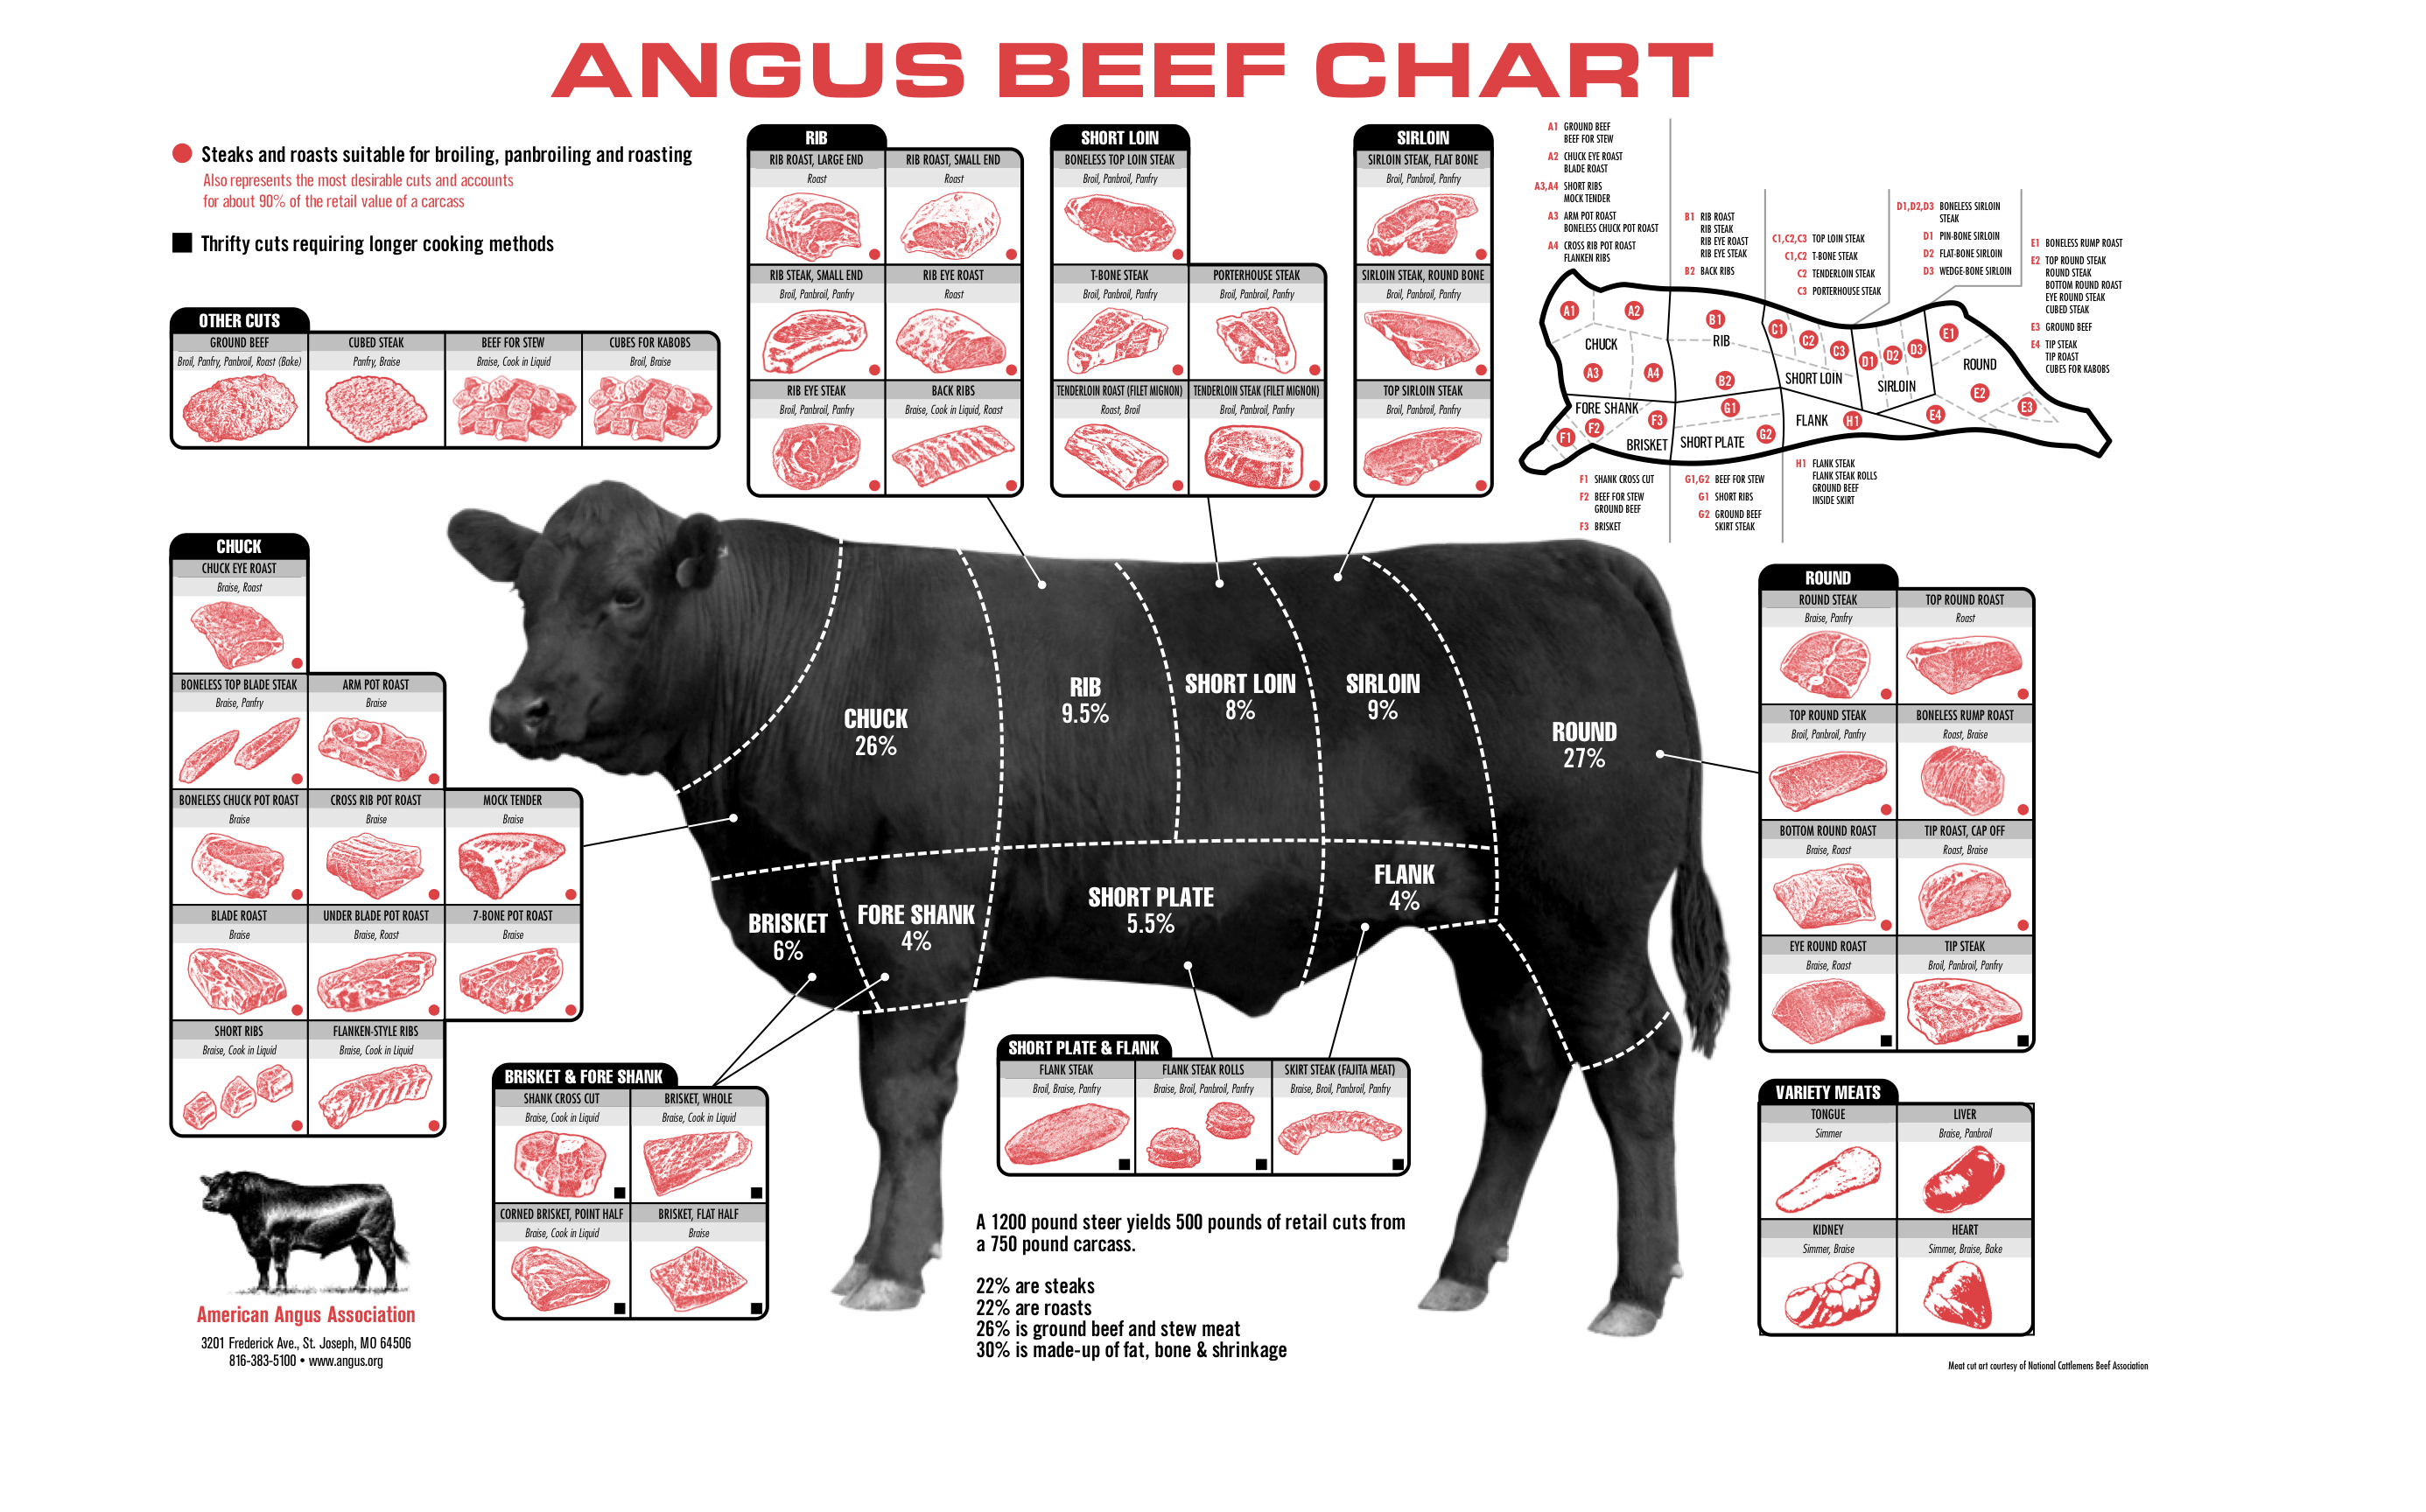 ANGUS BEEF CHART
Steaks and roasts suitable for broiling, panbroiling and roasting
Also represents the most desirable cuts and accounts
for about 90% of the retail value of a carcass
Thrifty cuts requiring longer cooking methods
OTHER CUTS
GROUND BEEF
Broil, Panfry, Panbroil, Roast (Bake)
CUBED STEAK
Panfry, Braise
BEEF FOR STEW
Braise, Cook in Liquid
CUBES FOR KABOBS
Broil, Braise
RIB
RIB ROAST, LARGE END
Roast
RIB ROAST, SMALL END
Roast
RIB STEAK, SMALL END
Broil, Panbroil, Panfry
RIB EYE ROAST
Roast
RIB EYE STEAK
Broil, Panbroil, Panfry
BACK RIBS
Braise, Cook in Liquid, Roast
SHORT LOIN
BONELESS TOP LOIN STEAK
Broil, Panbroil, Panfry
T-BONE STEAK
Broil, Panbroil, Panfry
PORTERHOUSE STEAK
Broil, Panbroil, Panfry
TENDERLOIN ROAST (FILET MIGNON)
Roast, Broil
TENDERLOIN STEAK (FILET MIGNON)
Broil, Panbroil, Panfry
SIRLOIN
SIRLOIN STEAK, FLAT BONE
Broil, Panbroil, Panfry
SIRLOIN STEAK, ROUND BONE
Broil, Panbroil, Panfry
TOP SIRLOIN STEAK
Broil, Panbroil, Panfry
A1 GROUND BEEF
BEEF FOR STEW
A2 CHUCK EYE ROAST
BLADE ROAST
A3,A4 SHORT RIBS
MOCK TENDER
A3 ARM POT ROAST
BONELESS CHUCK POT ROAST
A4 CROSS RIB POT ROAST
FLANKEN RIBS
B1 RIB ROAST
RIB STEAK
RIB EYE ROAST
RIB EYE STEAK
B2 BACK RIBS
C1,C2,C3 TOP LOIN STEAK
C1,C2 T-BONE STEAK
C2 TENDERLOIN STEAK
C3 PORTERHOUSE STEAK
D1,D2,D3 BONELESS SIRLOIN
STEAK
D1 PIN-BONE SIRLOIN
D2 FLAT-BONE SIRLOIN
D3 WEDGE-BONE SIRLOIN
E1 BONELESS RUMP ROAST
E2 TOP ROUND STEAK
ROUND STEAK
BOTTOM ROUND ROAST
EYE ROUND STEAK
CUBED STEAK
E3 GROUND BEEF
E4 TIP STEAK
TIP ROAST
CUBES FOR KABOBS
A1
A2
B1
C1
C2
C3
D1
D2
D3
E1
CHUCK
RIB
SHORT LOIN
SIRLOIN
ROUND
A3
A4
B2
E2
FORE SHANK
F1
F2
F3
BRISKET
G1
SHORT PLATE
G2
FLANK
H1
E4
E3
F1 SHANK CROSS CUT
F2 BEEF FOR STEW
GROUND BEEF
F3 BRISKET
G1,G2 BEEF FOR STEW
G1 SHORT RIBS
G2 GROUND BEEF
SKIRT STEAK
H1 FLANK STEAK
FLANK STEAK ROLLS
GROUND BEEF
INSIDE SKIRT
CHUCK
CHUCK EYE ROAST
Braise, Roast
BONELESS TOP BLADE STEAK
Braise, Panfry
ARM POT ROAST
Braise
BONELESS CHUCK POT ROAST
Braise
CROSS RIB POT ROAST
Braise
MOCK TENDER
Braise
BLADE ROAST
Braise
UNDER BLADE POT ROAST
Braise, Roast
7-BONE POT ROAST
Braise
SHORT RIBS
Braise, Cook in Liquid
FLANKEN-STYLE RIBS
Braise, Cook in Liquid
CHUCK
26%
RIB
9.5%
SHORT LOIN
8%
SIRLOIN
9%
ROUND
27%
BRISKET
6%
FORE SHANK
4%
SHORT PLATE
5.5%
FLANK
4%
ROUND
ROUND STEAK
Braise, Panfry
TOP ROUND ROAST
Roast
TOP ROUND STEAK
Broil, Panbroil, Panfry
BONELESS RUMP ROAST
Roast, Braise
BOTTOM ROUND ROAST
Braise, Roast
TIP ROAST, CAP OFF
Roast, Braise
EYE ROUND ROAST
Braise, Roast
TIP STEAK
Broil, Panbroil, Panfry
BRISKET & FORE SHANK
SHANK CROSS CUT
Braise, Cook in Liquid
BRISKET, WHOLE
Braise, Cook in Liquid
CORNED BRISKET, POINT HALF
Braise, Cook in Liquid
BRISKET, FLAT HALF
Braise
SHORT PLATE & FLANK
FLANK STEAK
Broil, Braise, Panfry
FLANK STEAK ROLLS
Braise, Broil, Panbroil, Panfry
SKIRT STEAK (FAJITA MEAT)
Braise, Broil, Panbroil, Panfry
VARIETY MEATS
TONGUE
Simmer
LIVER
Braise, Panbroil
KIDNEY
Simmer, Braise
HEART
Simmer, Braise, Bake
A 1200 pound steer yields 500 pounds of retail cuts from
a 750 pound carcass.
22% are steaks
22% are roasts
26% is ground beef and stew meat
30% is made-up of fat, bone & shrinkage
American Angus Association
3201 Frederick Ave., St. Joseph, MO 64506
816-383-5100 • www.angus.org
Meat cut art courtesy of National Cattlemens Beef Association